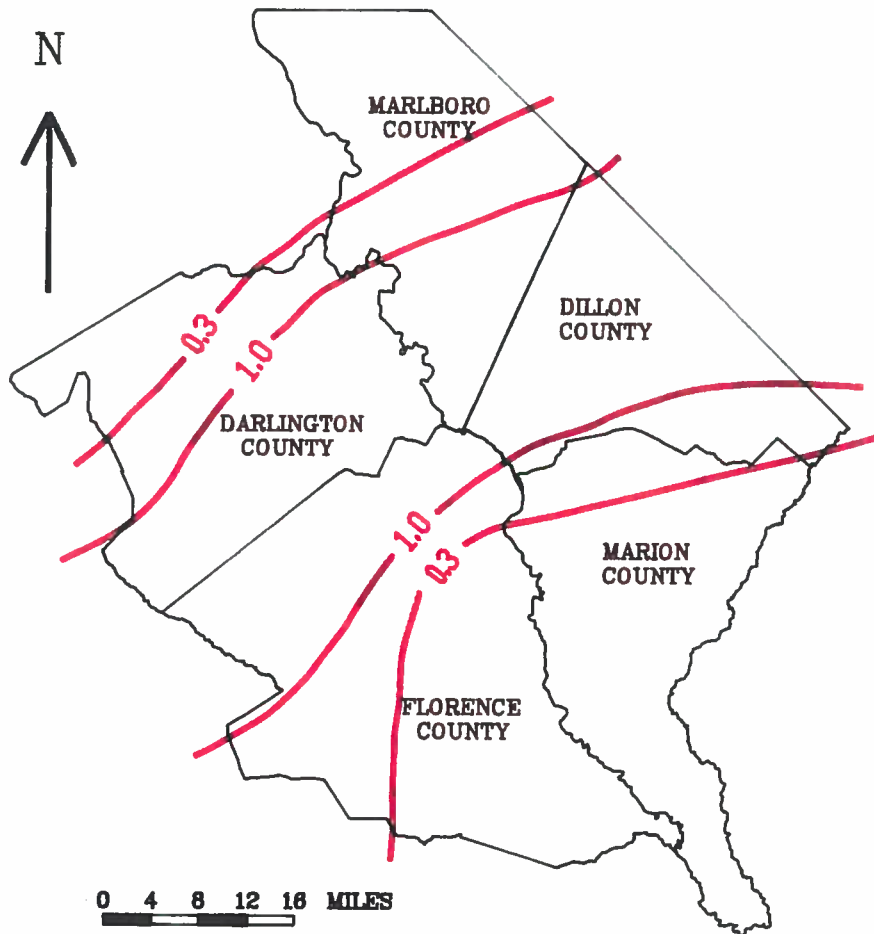 N
MARLBORO
COUNTY
0.3
1.0
DILLON
COUNTY
DARLINGTON
COUNTY
1.0
0.3
MARION
COUNTY
FLORENCE
COUNTY
0 4 8 12 16 MILES